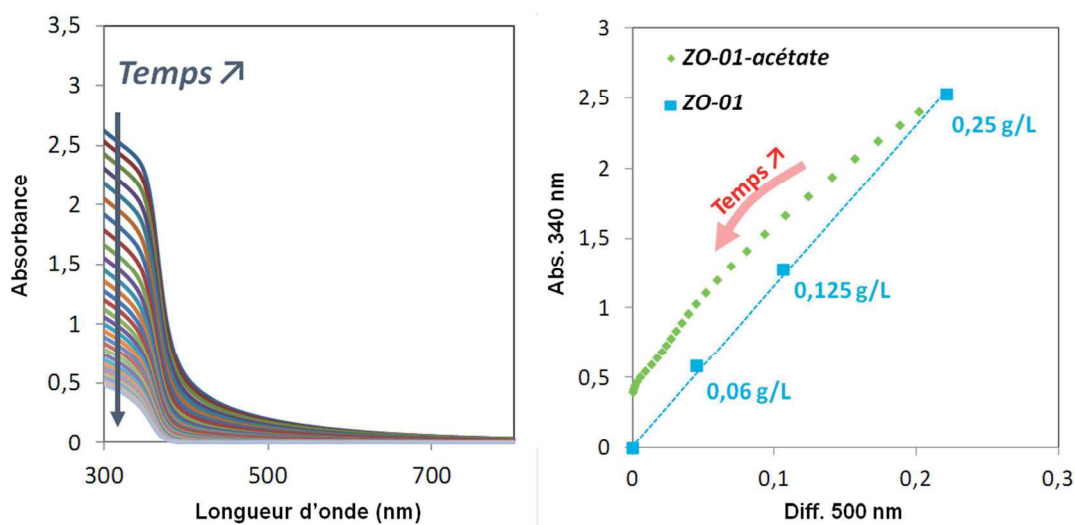 3,5
3
2,5
2
1,5
1
0,5
0
Absorbance
Temps ↗
300
500
700
Longueur d'onde (nm)
3
2,5
2
1,5
1
0,5
0
Abs. 340 nm
ZO-01-acétate
ZO-01
Temps ↗
0,25 g/L
0,125 g/L
0,06 g/L
0
0,1
0,2
0,3
Diff. 500 nm